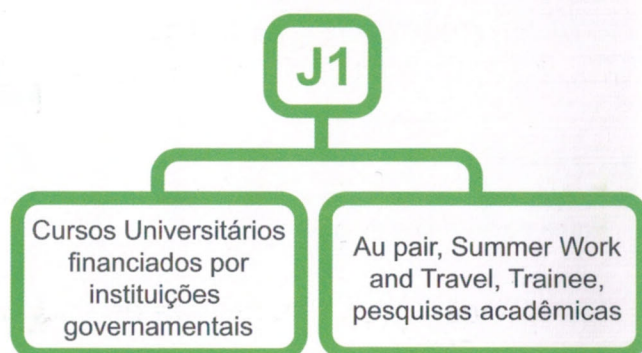 J1
Cursos Universitários
financiados por
instituições
governamentais
Au pair, Summer Work
and Travel, Trainee,
pesquisas acadêmicas